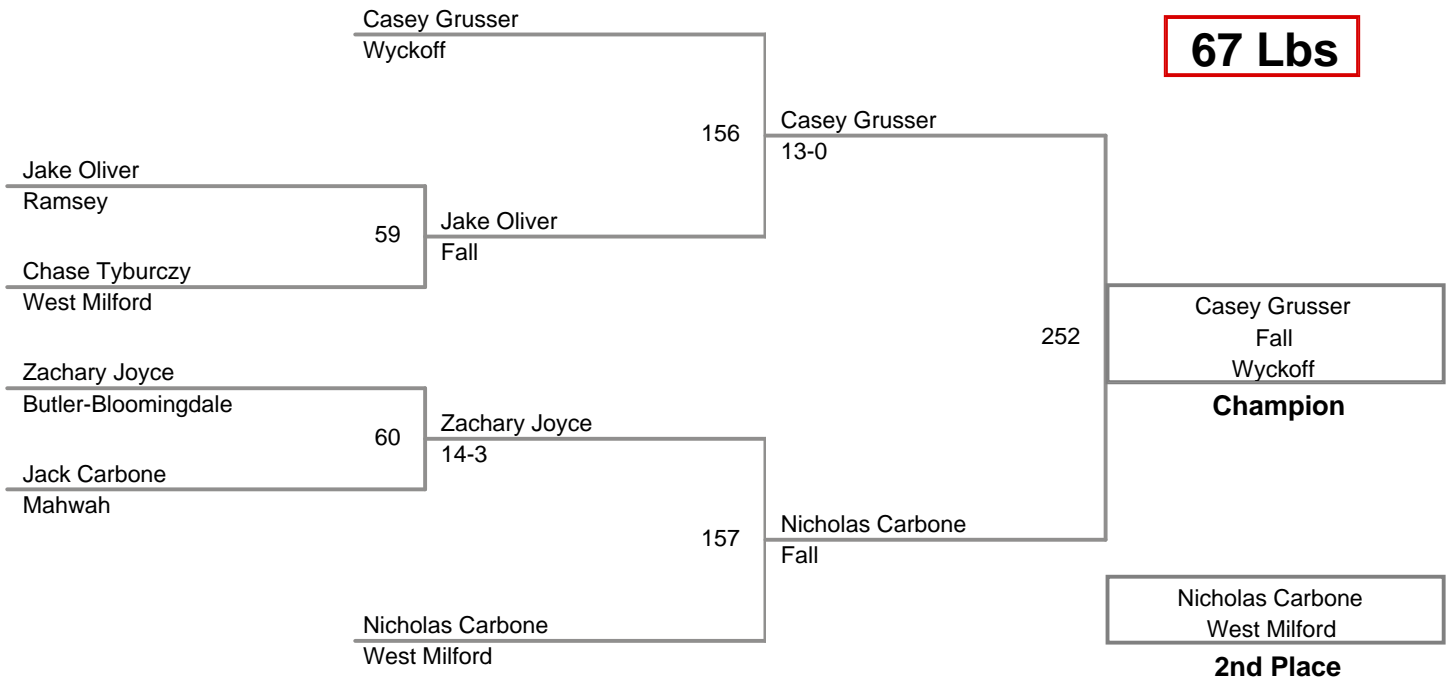 Casey Grusser
Wyckoff
67 Lbs
156
Casey Grusser
13-0
Jake Oliver
Ramsey
59
Jake Oliver
Fall
Chase Tyburczy
West Milford
252
Casey Grusser
Fall
Wyckoff
Champion
Zachary Joyce
Butler-Bloomingdale
60
Zachary Joyce
14-3
Jack Carbone
Mahwah
157
Nicholas Carbone
Fall
Nicholas Carbone
West Milford
Nicholas Carbone
West Milford
2nd Place